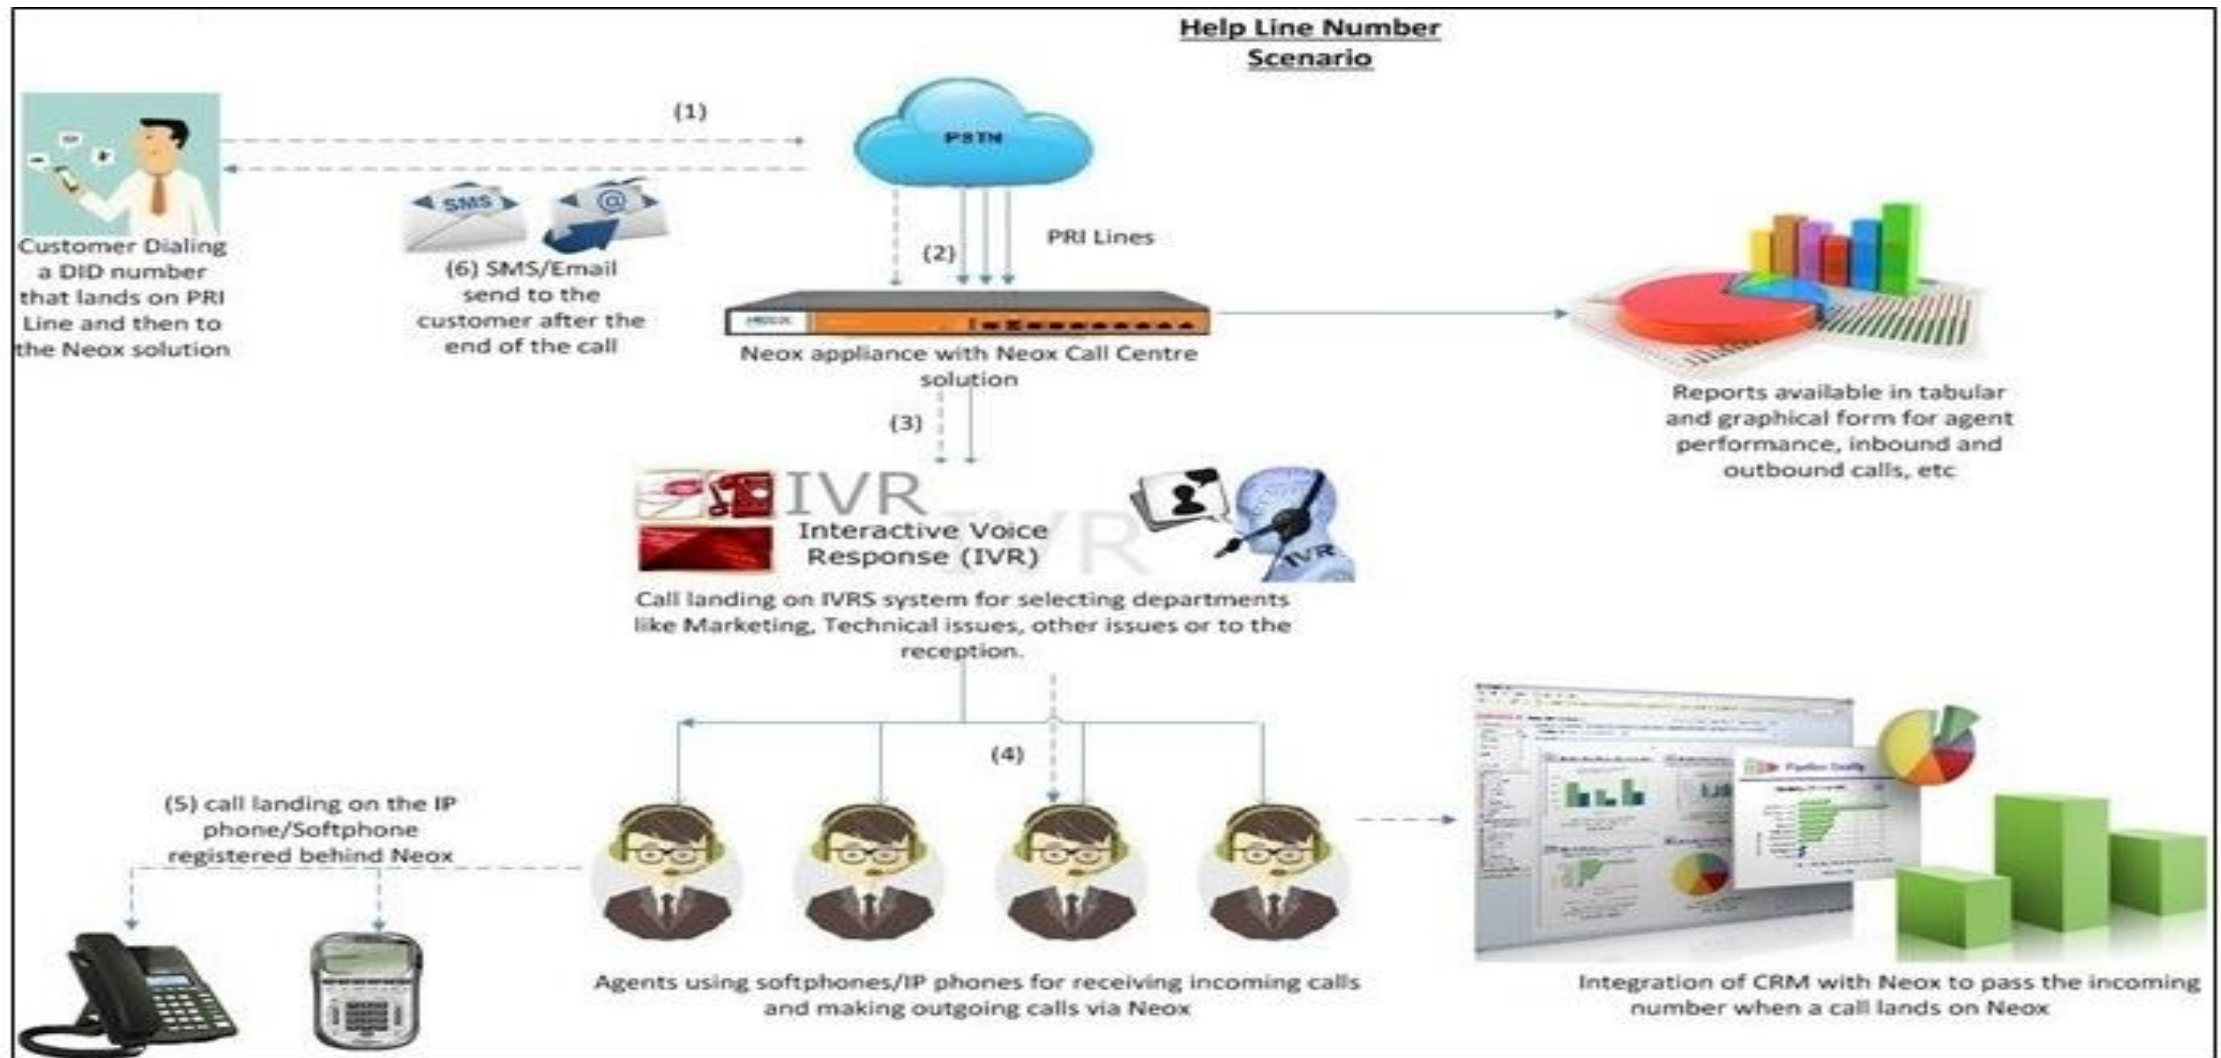 Help Line Number
Scenario
(1)
PSTN
SMS
@
Customer Dialing
a DID number
that lands on PRI
Line and then to
the Neox solution
(6) SMS/Email
send to the
customer after the
end of the call
(2)
PRI Lines
Neox appliance with Neox Call Centre
solution
Reports available in tabular
and graphical form for agent
performance, inbound and
outbound calls, etc
(3)
IVR
IVR
Interactive Voice
Response (IVR)
IVR
Call landing on IVRS system for selecting departments
like Marketing, Technical issues, other issues or to the
reception.
(4)
(5) call landing on the IP
phone/Softphone
registered behind Neox
Agents using softphones/IP phones for receiving incoming calls
and making outgoing calls via Neox
Integration of CRM with Neox to pass the incoming
number when a call lands on Neox